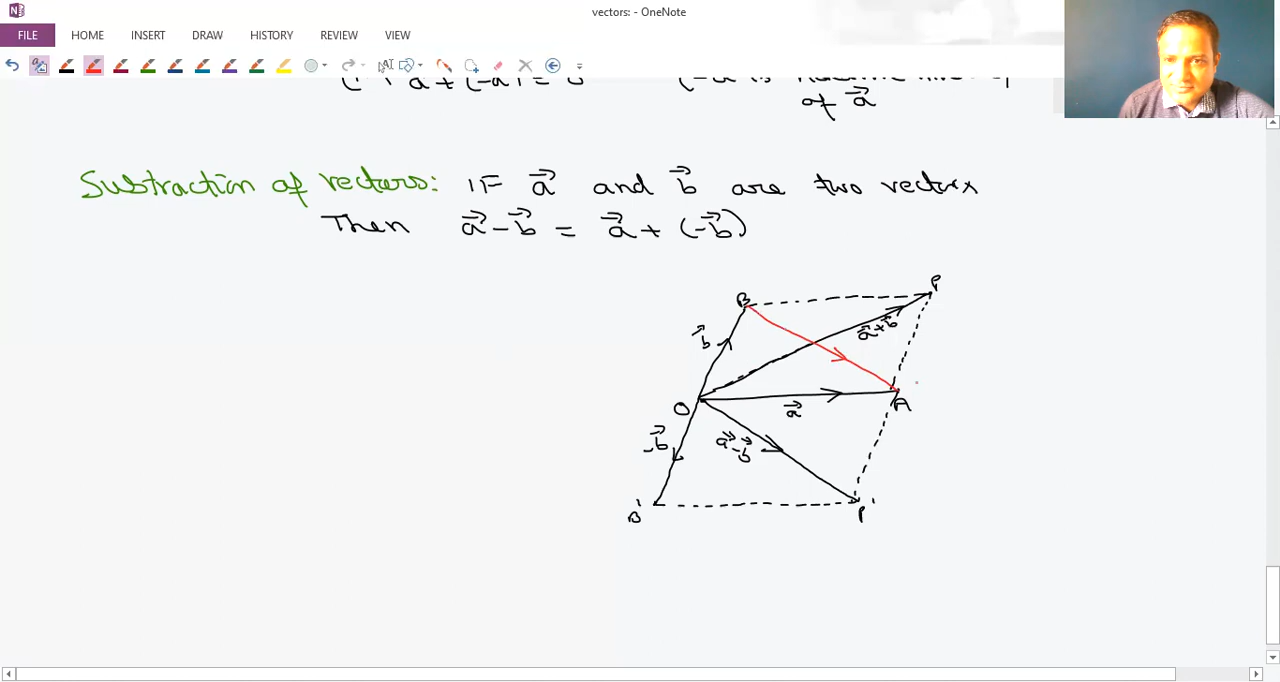 vectors: - OneNote
FILE HOME INSERT DRAW HISTORY REVIEW VIEW
of a⃗
Subtraction of vectors: IF a⃗ and b⃗ are two vectors
Then a⃗ - b⃗ = a⃗ + (-b⃗)
B P
b⃗ a⃗+b⃗
O a⃗ A
-b⃗ a⃗-b⃗
B' P'